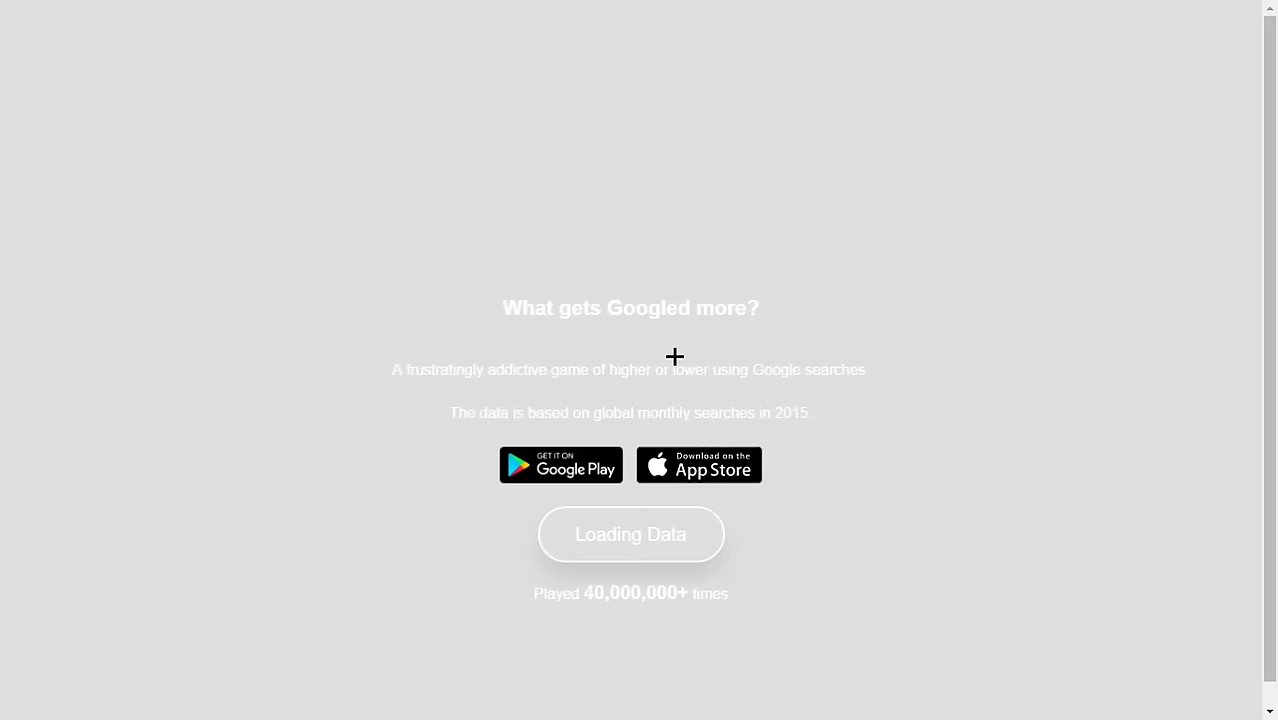 What gets Googled more?
A frustratingly addictive game of higher or lower using Google searches.
The data is based on global monthly searches in 2015.
GET IT ON
Google Play
Download on the
App Store
Loading Data
Played 40,000,000+ times